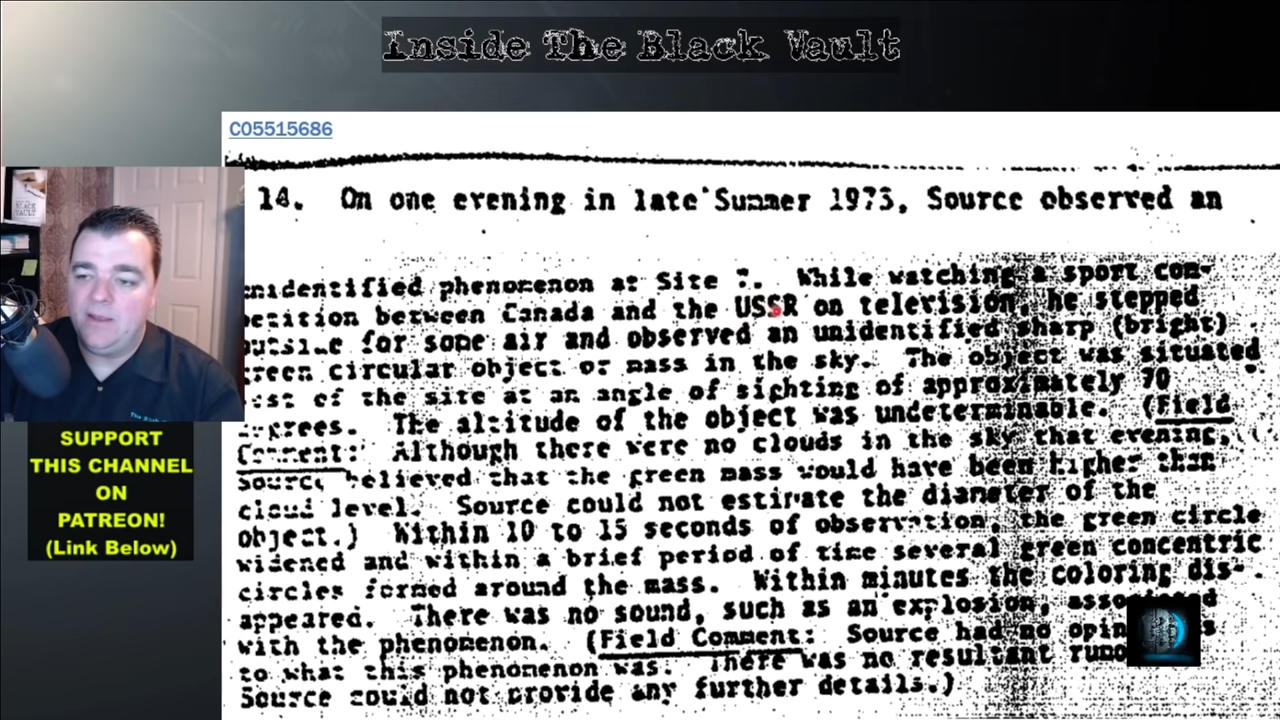 Inside The Black Vault
C05515686
14. On one evening in late Summer 1973, Source observed an
unidentified phenomenon at Site . While watching a sport com-
petition between Canada and the USSR on television, he stepped
outside for some air and observed an unidentified sharp (bright)
green circular object or mass in the sky. The object was situated
of the site at an angle of sighting of approximately 70
degrees. The altitude of the object was undeterminable. (Field
Comment: Although there were no clouds in the sky that evening,
Source believed that the green mass would have been higher than
cloud level. Source could not estimate the diameter of the
object.) Within 10 to 15 seconds of observation, the green circle
widened and within a brief period of time several green concentric
circles formed around the mass. Within minutes the coloring dis-
appeared. There was no sound, such as an explosion,
with the phenomenon. (Field Comment: Source had no
to what this phenomenon was. There was no resultant
Source could not provide any further details.)
SUPPORT
THIS CHANNEL
ON
PATREON!
(Link Below)